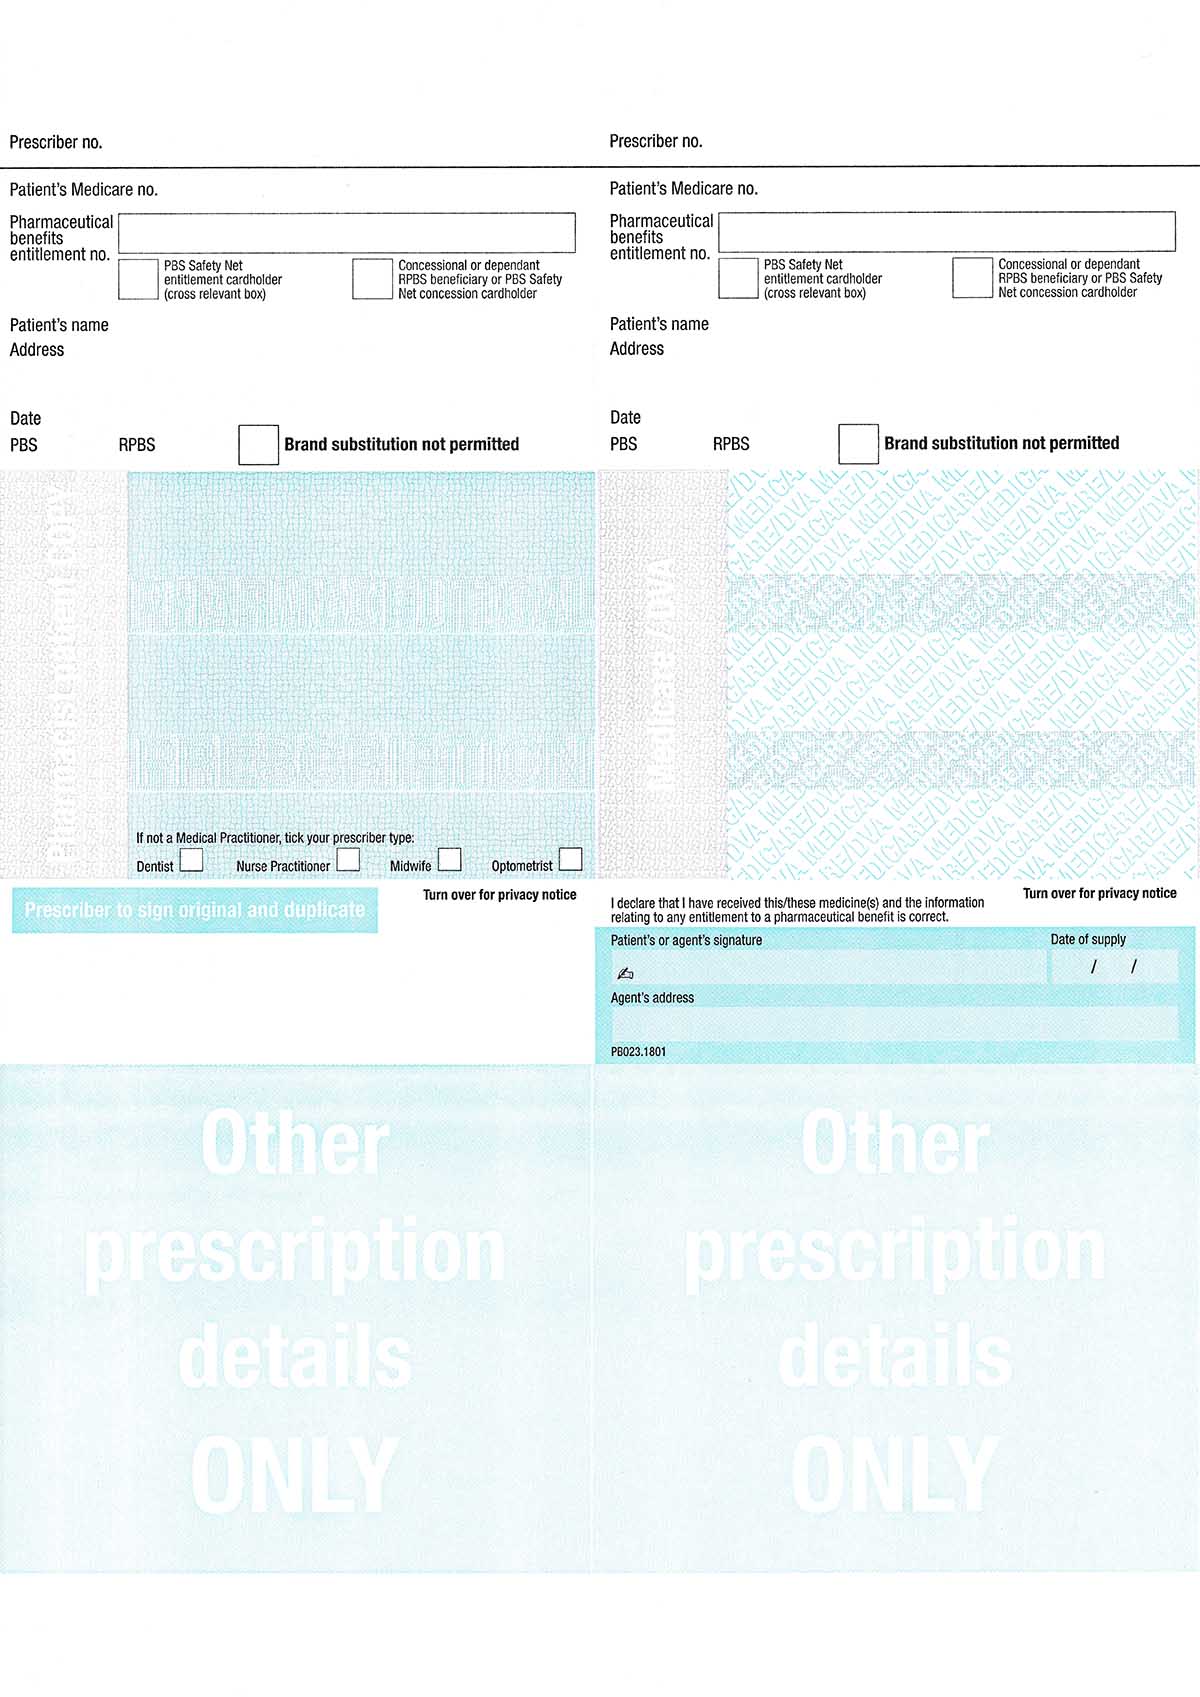 Prescriber no.
Patient's Medicare no.
Pharmaceutical
benefits
entitlement no.
PBS Safety Net
entitlement cardholder
(cross relevant box)
Concessional or dependant
RPBS beneficiary or PBS Safety
Net concession cardholder
Patient's name
Address
Date
PBS RPBS Brand substitution not permitted
Pharmacist/patient copy
PHARMACEUTICAL
PRESCRIPTION
If not a Medical Practitioner, tick your prescriber type:
Dentist Nurse Practitioner Midwife Optometrist
Turn over for privacy notice
Prescriber to sign original and duplicate
Other
prescription
details
ONLY
Prescriber no.
Patient's Medicare no.
Pharmaceutical
benefits
entitlement no.
PBS Safety Net
entitlement cardholder
(cross relevant box)
Concessional or dependant
RPBS beneficiary or PBS Safety
Net concession cardholder
Patient's name
Address
Date
PBS RPBS Brand substitution not permitted
Medicare/DVA
MEDICARE/DVA MEDICARE/DVA MEDICARE/DVA
Turn over for privacy notice
I declare that I have received this/these medicine(s) and the information
relating to any entitlement to a pharmaceutical benefit is correct.
Patient's or agent's signature Date of supply
/ /
Agent's address
PB023.1801
Other
prescription
details
ONLY